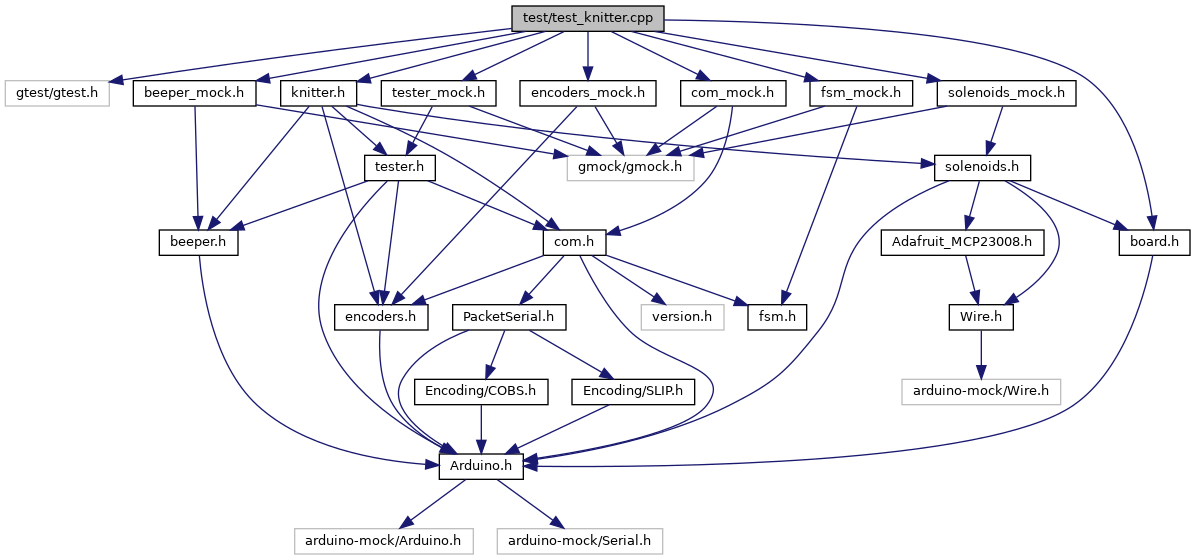 test/test_knitter.cpp
gtest/gtest.h
beeper_mock.h
knitter.h
tester_mock.h
encoders_mock.h
com_mock.h
fsm_mock.h
solenoids_mock.h
tester.h
gmock/gmock.h
solenoids.h
beeper.h
com.h
Adafruit_MCP23008.h
board.h
encoders.h
PacketSerial.h
version.h
fsm.h
Wire.h
Encoding/COBS.h
Encoding/SLIP.h
arduino-mock/Wire.h
Arduino.h
arduino-mock/Arduino.h
arduino-mock/Serial.h